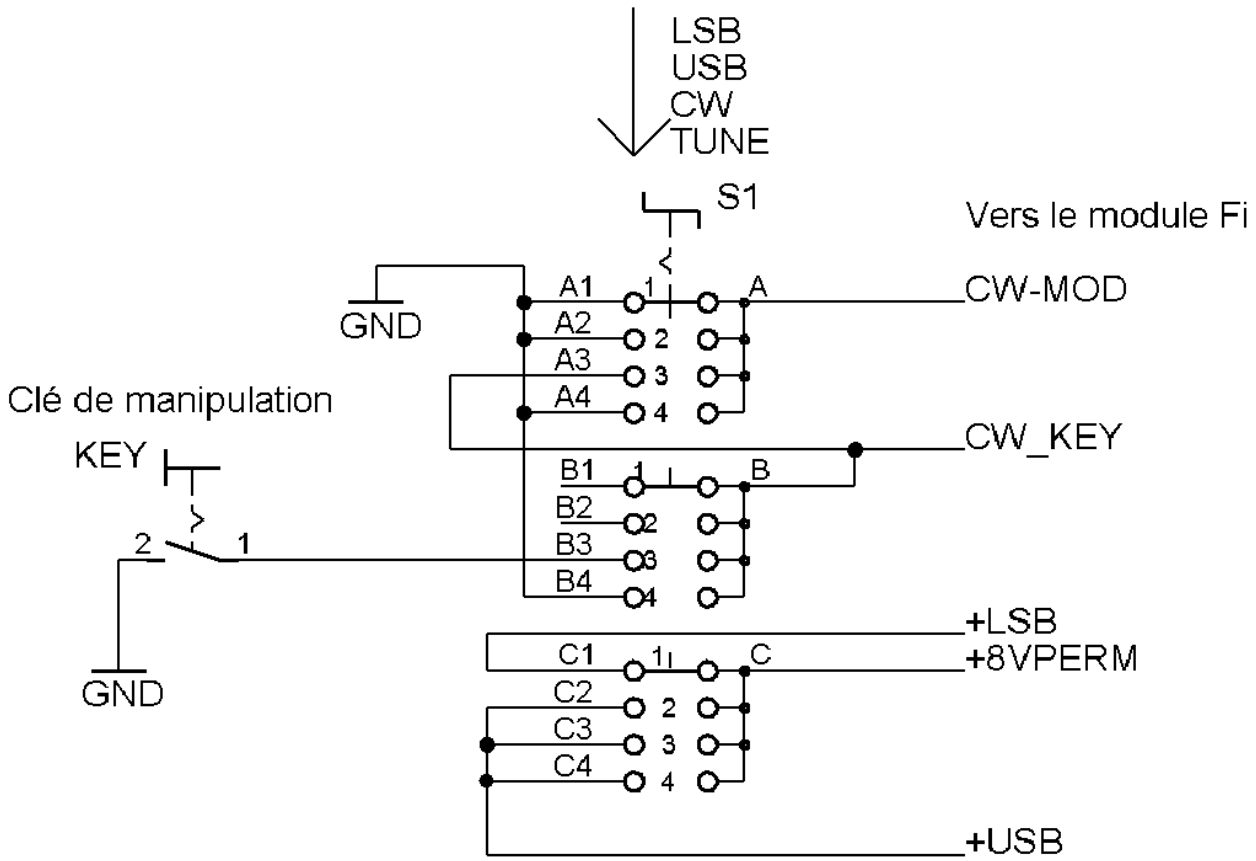 LSB
USB
CW
TUNE
S1
Vers le module Fi
A1 1 A CW-MOD
GND
A2 2
A3 3
Clé de manipulation
A4 4
KEY
CW_KEY
B1 1 B
B2 2
2 1 B3 3
B4 4
+LSB
C1 1 C +8VPERM
GND
C2 2
C3 3
C4 4
+USB